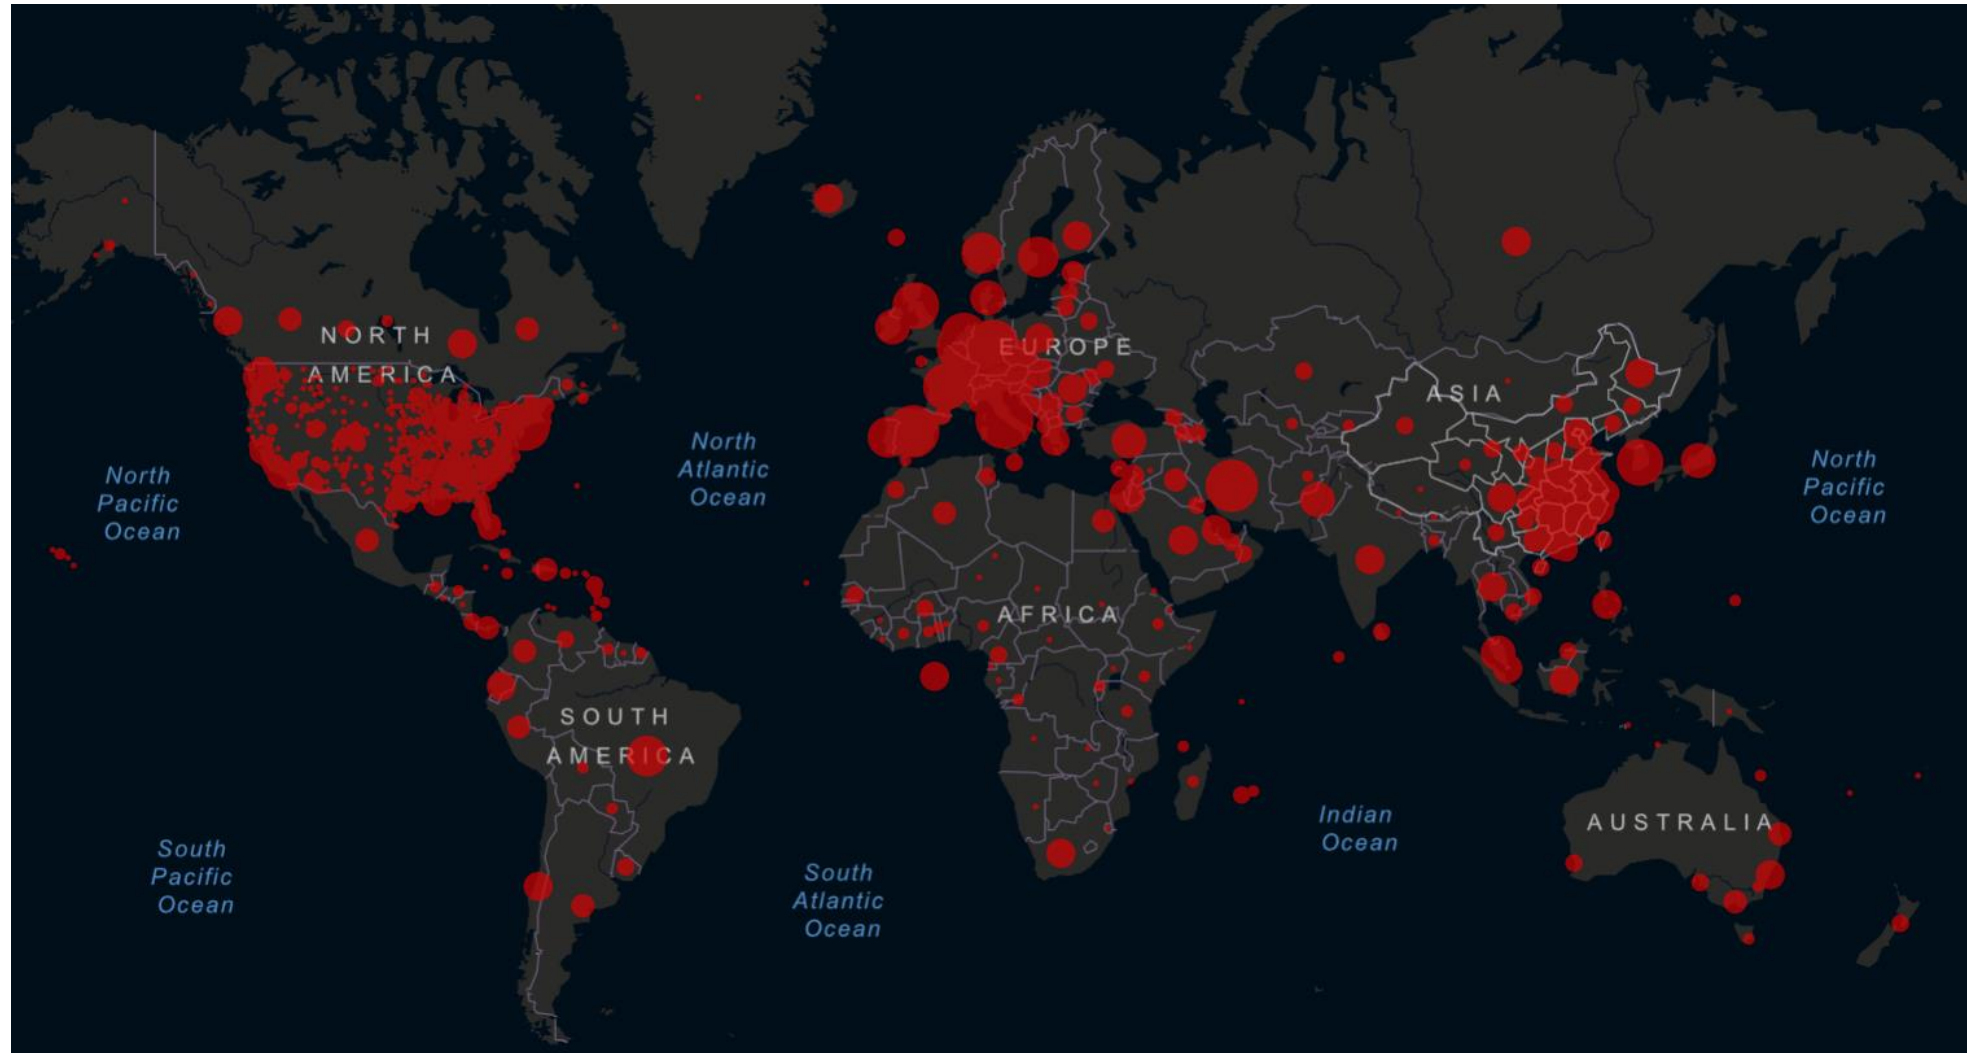 NORTH
AMERICA
EUROPE
ASIA
North
Atlantic
Ocean
North
Pacific
Ocean
North
Pacific
Ocean
AFRICA
SOUTH
AMERICA
Indian
Ocean
AUSTRALIA
South
Pacific
Ocean
South
Atlantic
Ocean